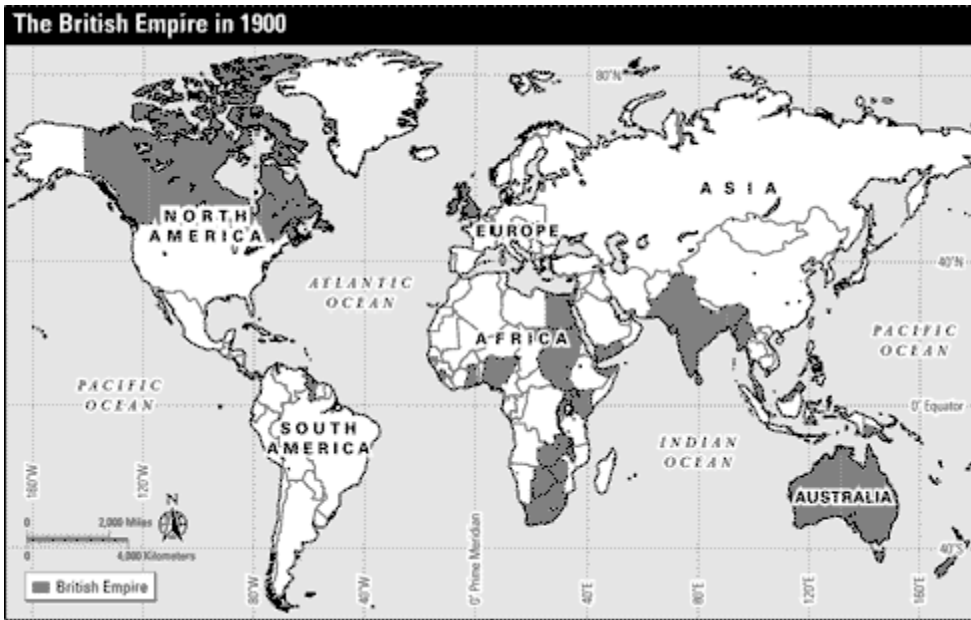 The British Empire in 1900
80°N
ASIA
NORTH
AMERICA
EUROPE
40°N
ATLANTIC
OCEAN
AFRICA
PACIFIC
OCEAN
PACIFIC
OCEAN
0° Equator
SOUTH
AMERICA
INDIAN
OCEAN
AUSTRALIA
160°W
120°W
N
0 2,000 Miles
0 4,000 Kilometers
40°S
80°W
40°W
0° Prime Meridian
40°E
80°E
120°E
160°E
British Empire